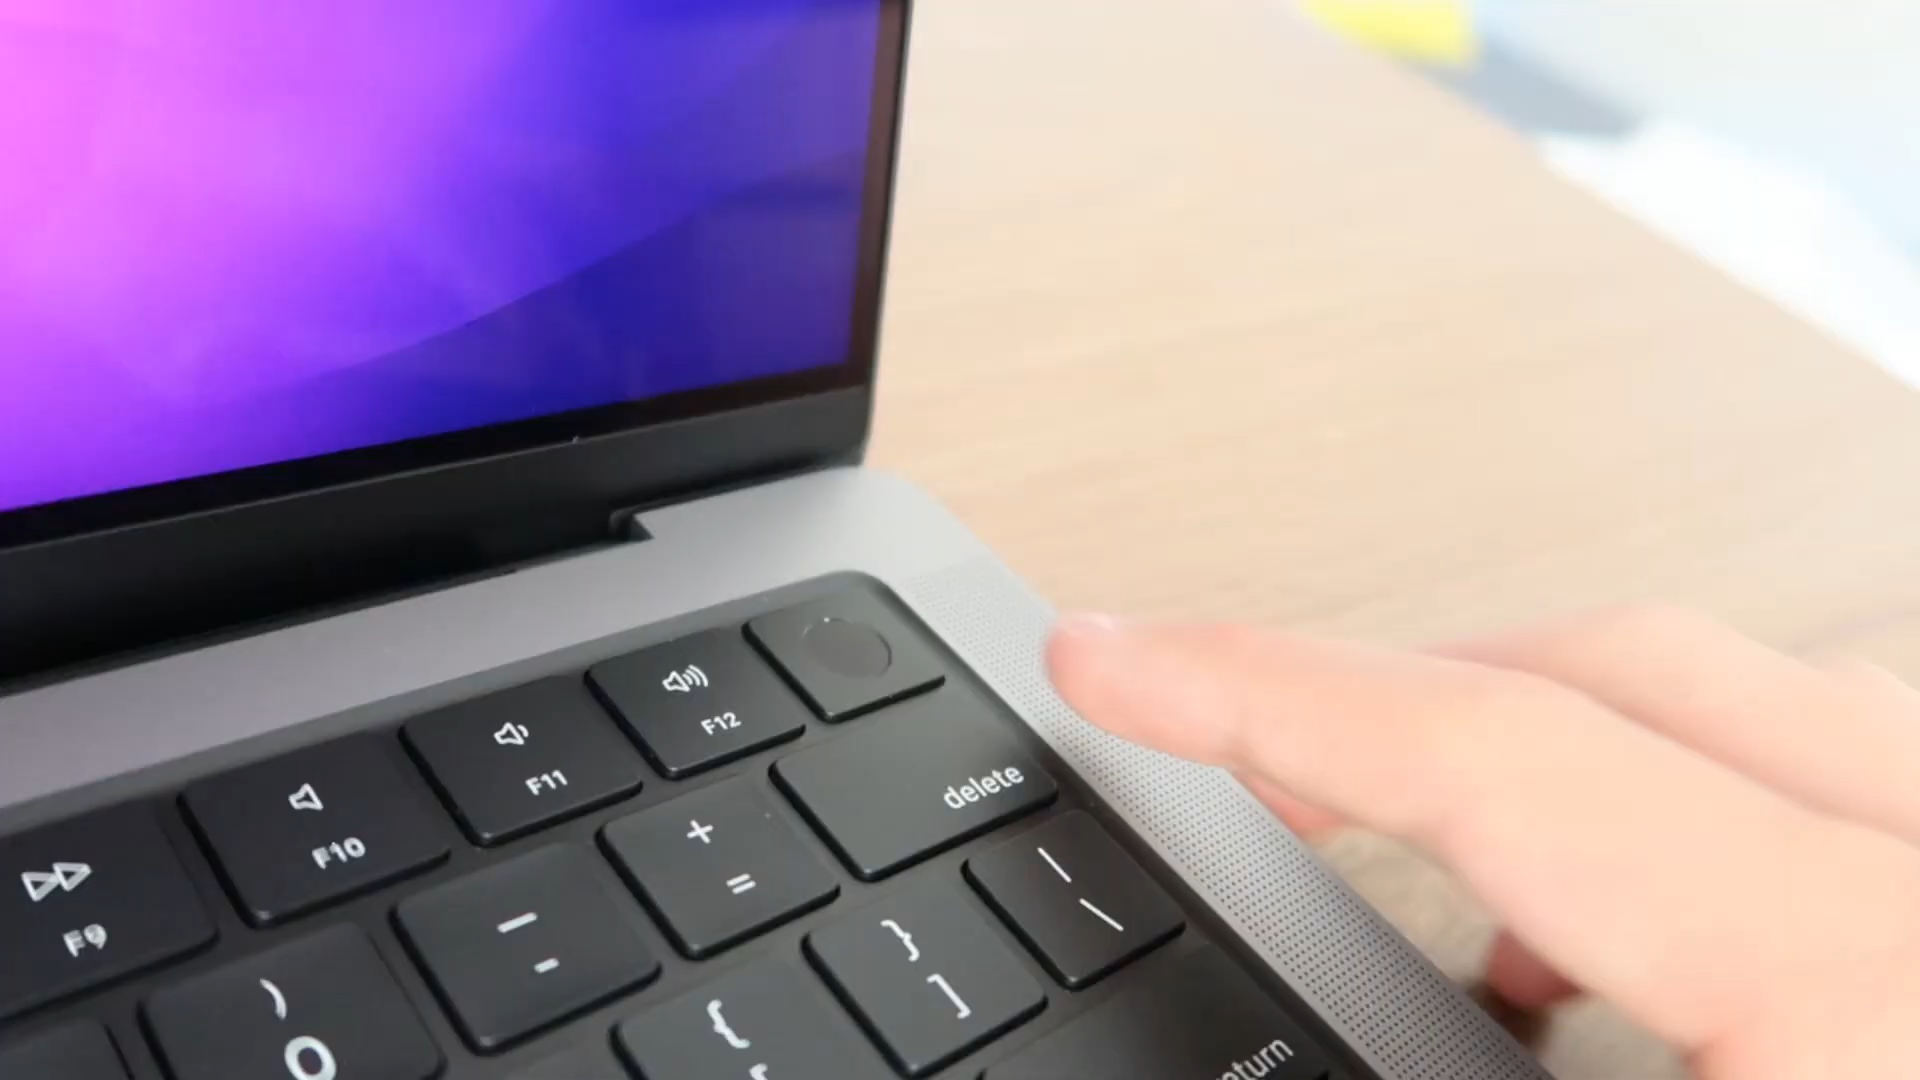 F12
F11
F10
F9
delete
+
=
-
-
)
0
|
\
}
]
{